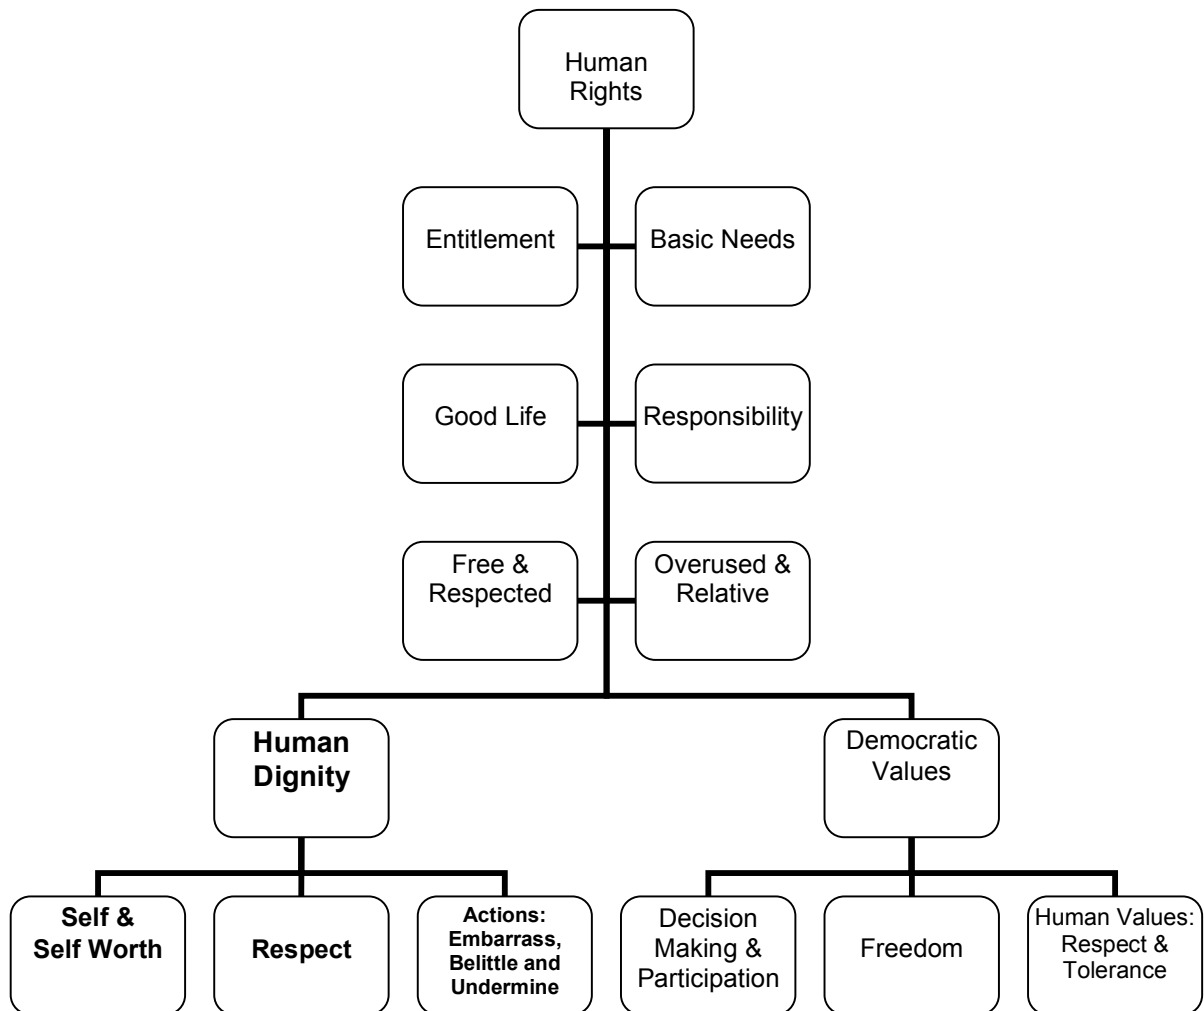 Human
Rights
Entitlement
Basic Needs
Good Life
Responsibility
Free &
Respected
Overused &
Relative
Human
Dignity
Democratic
Values
Self &
Self Worth
Respect
Actions:
Embarrass,
Belittle and
Undermine
Decision
Making &
Participation
Freedom
Human Values:
Respect &
Tolerance